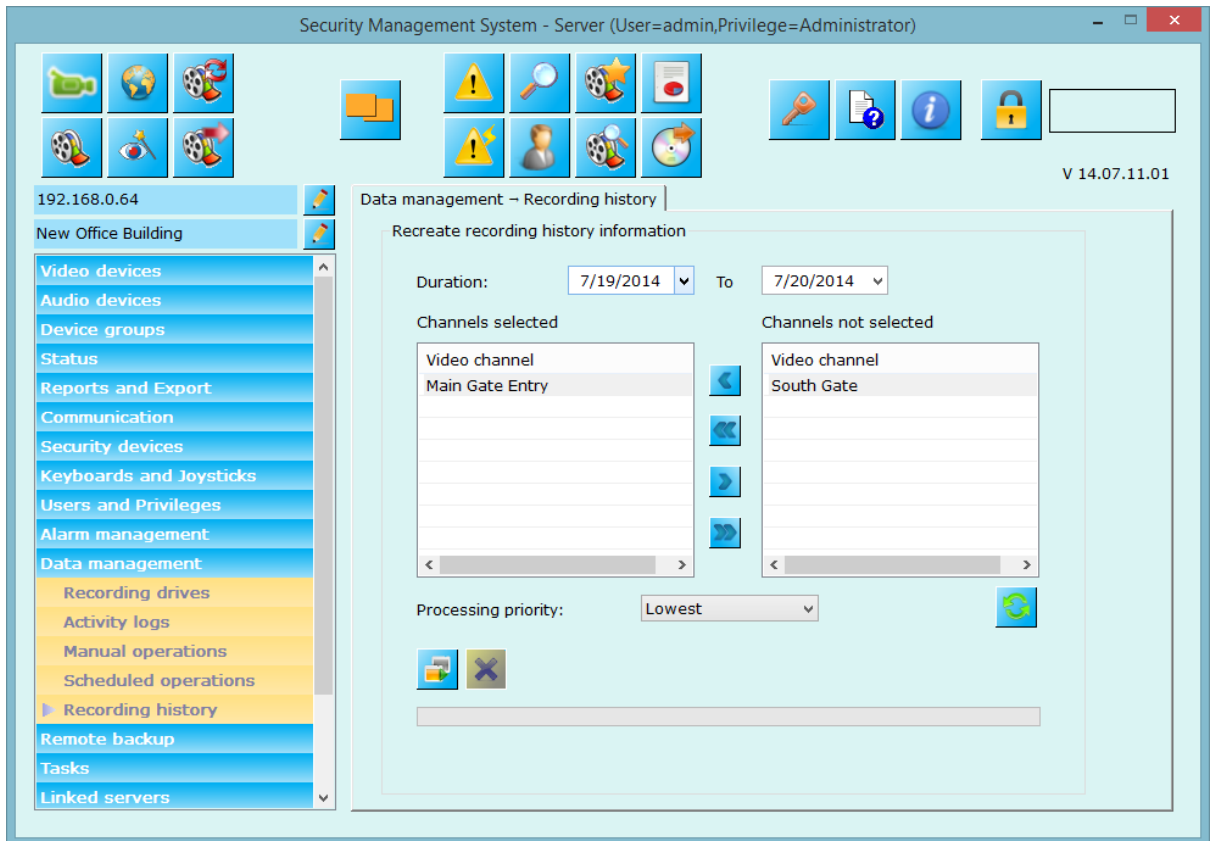 Security Management System - Server (User=admin,Privilege=Administrator)
V 14.07.11.01
192.168.0.64
New Office Building
Video devices
Audio devices
Device groups
Status
Reports and Export
Communication
Security devices
Keyboards and Joysticks
Users and Privileges
Alarm management
Data management
Recording drives
Activity logs
Manual operations
Scheduled operations
Recording history
Remote backup
Tasks
Linked servers
Data management → Recording history
Recreate recording history information
Duration: 7/19/2014 To 7/20/2014
Channels selected Channels not selected
Video channel Video channel
Main Gate Entry South Gate
Processing priority: Lowest